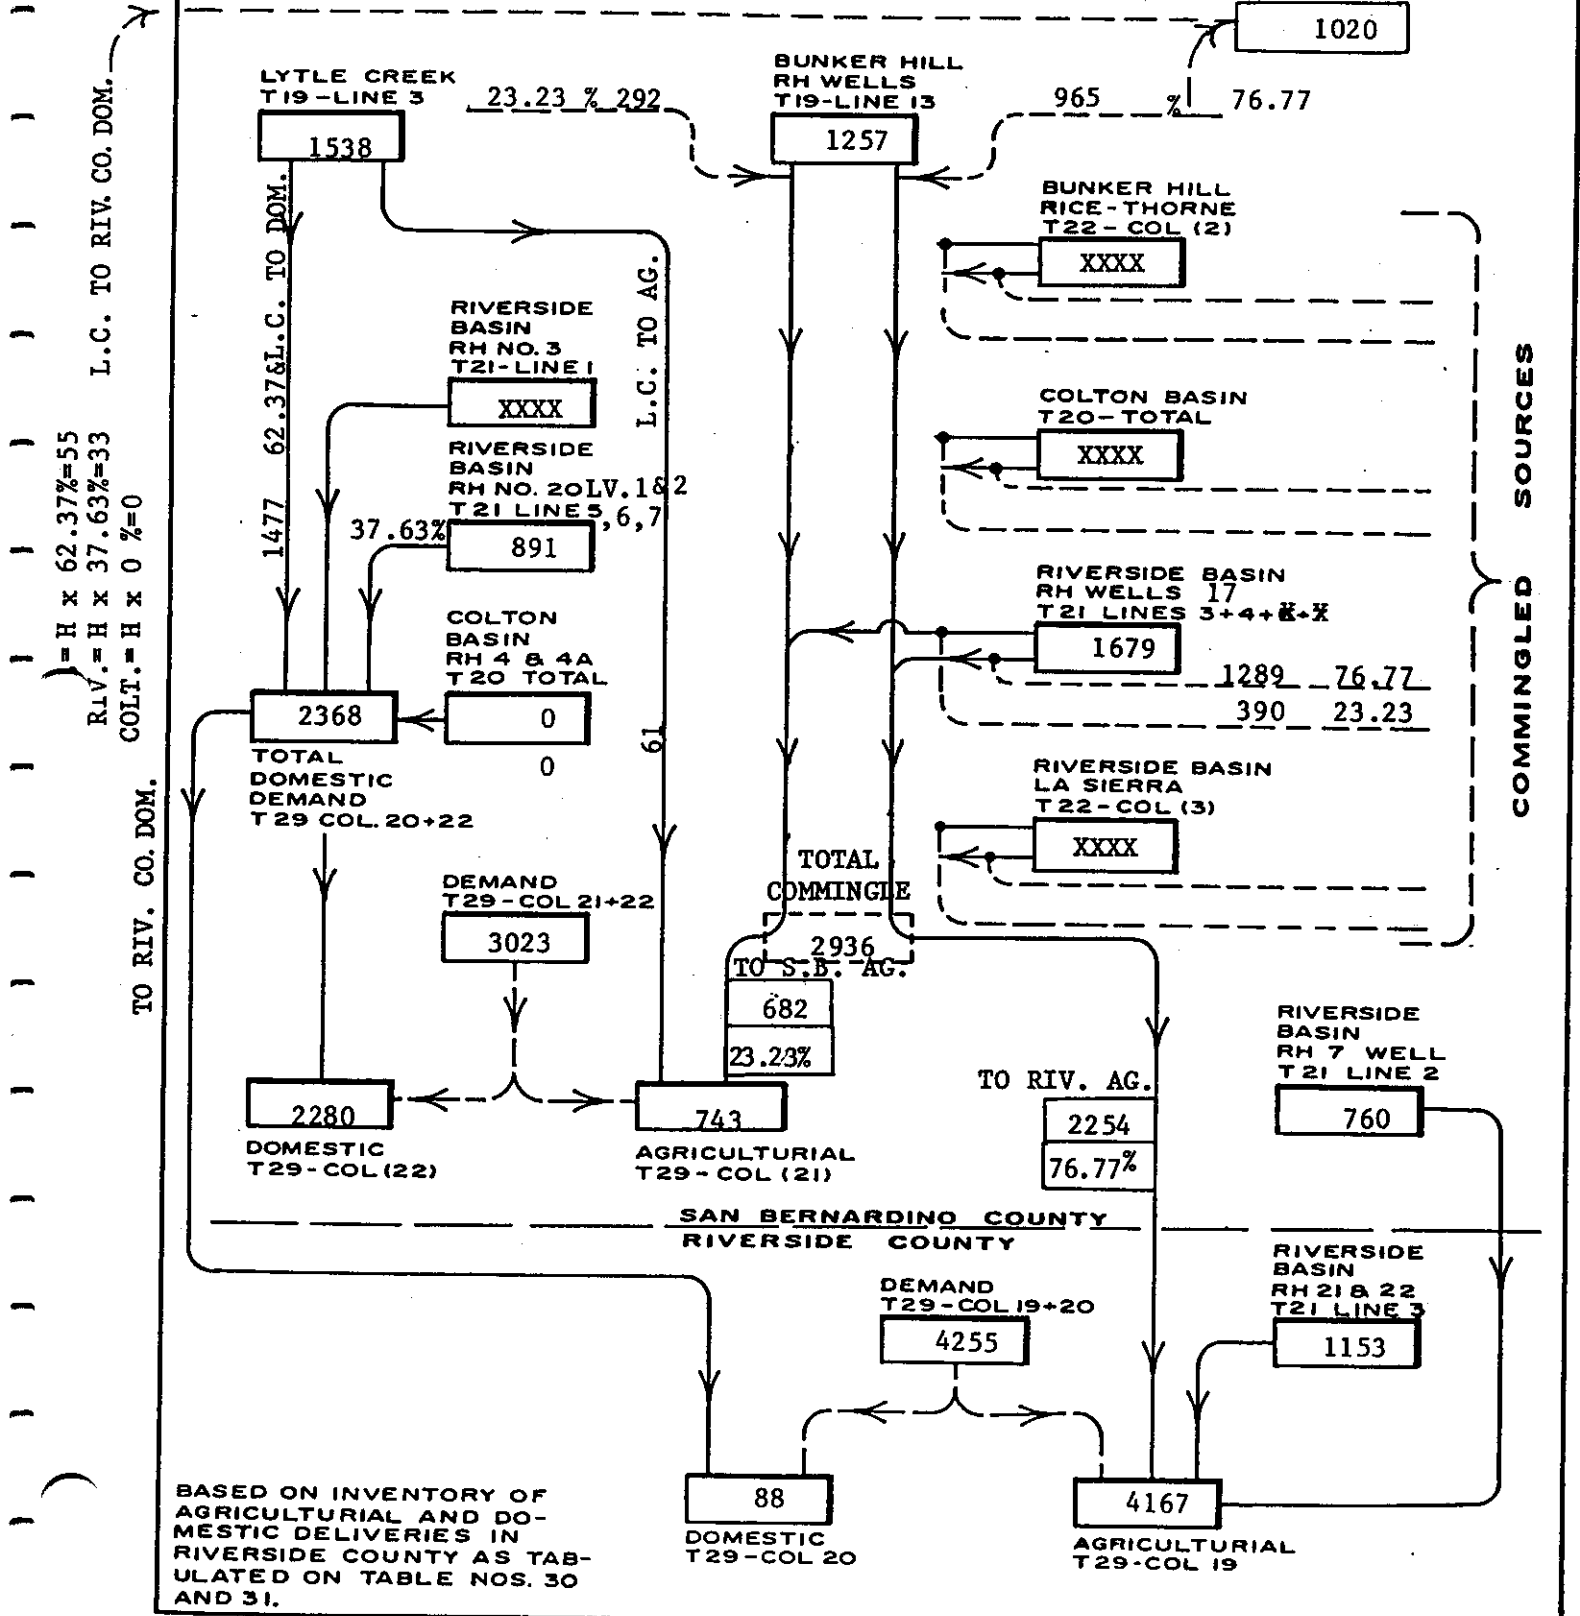 1020
LYTLE CREEK
T19-LINE 3
23.23 % 292
BUNKER HILL
RH WELLS
T19-LINE 13
965 % 76.77
1538
1257
L.C. TO RIV. CO. DOM.
BUNKER HILL
RICE-THORNE
T22-COL (2)
XXXX
1477 62.37&L.C. TO DOM.
L.C. TO AG.
61
RIVERSIDE
BASIN
RH NO. 3
T21-LINE 1
XXXX
COLTON BASIN
T20-TOTAL
XXXX
RIVERSIDE
BASIN
RH NO. 20 LV.1&2
T21 LINE 5,6,7
37.63%
891
=H x 62.37%=55
RIV.=H x 37.63%=33
COLT.=H x 0 %=0
RIVERSIDE BASIN
RH WELLS 17
T21 LINES 3+4+
1679
1289 76.77
390 23.23
COMMINGLED SOURCES
COLTON
BASIN
RH 4 & 4A
T20 TOTAL
0
0
2368
TOTAL
DOMESTIC
DEMAND
T29 COL. 20+22
TO RIV. CO. DOM.
RIVERSIDE BASIN
LA SIERRA
T22-COL (3)
XXXX
TOTAL
COMMINGLE
2936
DEMAND
T29-COL 21+22
3023
TO S.B. AG.
682
23.23%
RIVERSIDE
BASIN
RH 7 WELL
T21 LINE 2
760
TO RIV. AG.
2254
76.77%
2280
DOMESTIC
T29-COL (22)
743
AGRICULTURIAL
T29-COL (21)
SAN BERNARDINO COUNTY
RIVERSIDE COUNTY
RIVERSIDE
BASIN
RH 21 & 22
T21 LINE 3
1153
DEMAND
T29-COL 19+20
4255
88
DOMESTIC
T29-COL 20
4167
AGRICULTURIAL
T29-COL 19
BASED ON INVENTORY OF
AGRICULTURIAL AND DO-
MESTIC DELIVERIES IN
RIVERSIDE COUNTY AS TAB-
ULATED ON TABLE NOS. 30
AND 31.